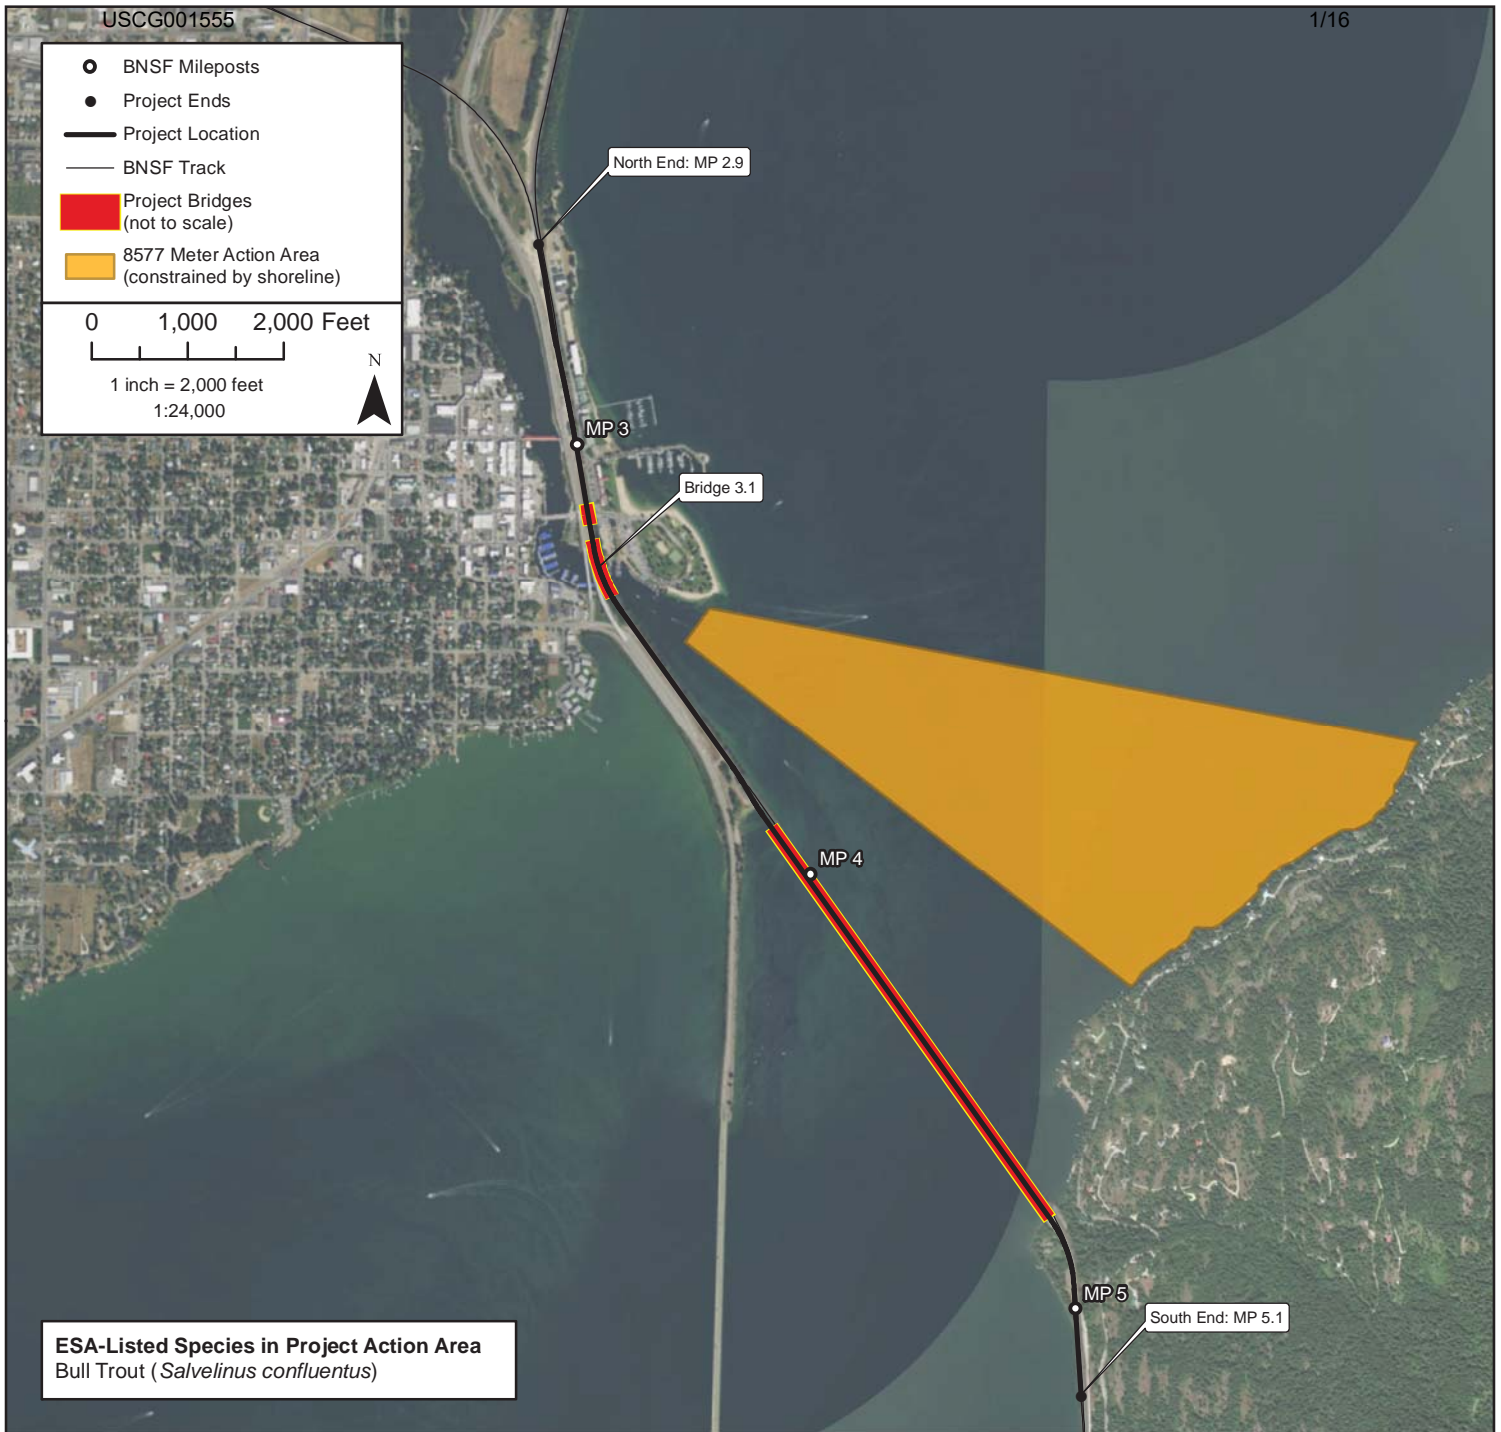 USCG001555
1/16
BNSF Mileposts
Project Ends
Project Location
BNSF Track
Project Bridges
(not to scale)
8577 Meter Action Area
(constrained by shoreline)
0 1,000 2,000 Feet
1 inch = 2,000 feet
1:24,000
N
North End: MP 2.9
MP 3
Bridge 3.1
MP 4
MP 5
South End: MP 5.1
ESA-Listed Species in Project Action Area
Bull Trout (Salvelinus confluentus)